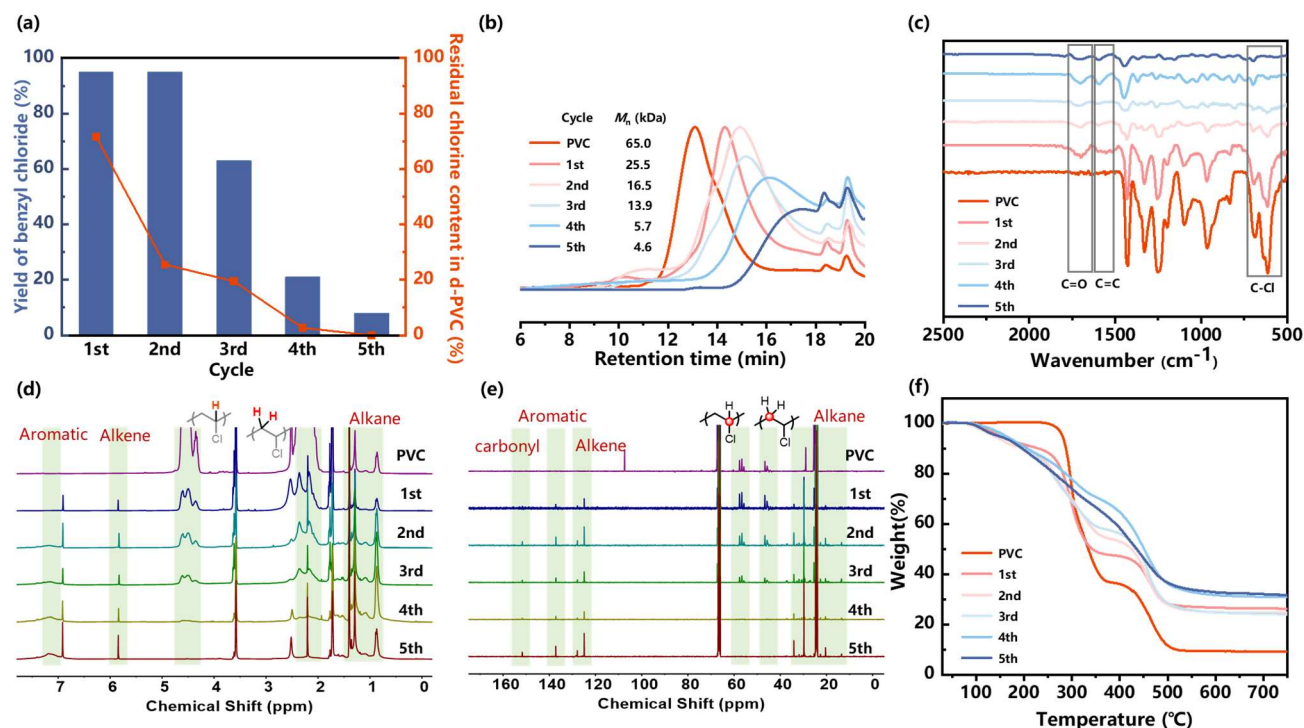 (a)
100
80
60
40
20
0
Yield of benzyl chloride (%)
1st 2nd 3rd 4th 5th
Cycle
100
80
60
40
20
0
Residual chlorine content in d-PVC (%)
(b)
Cycle Mn (kDa)
PVC 65.0
1st 25.5
2nd 16.5
3rd 13.9
4th 5.7
5th 4.6
6 8 10 12 14 16 18 20
Retention time (min)
(c)
PVC
1st
2nd
3rd
4th
5th
C=O C=C C-Cl
2500 2000 1500 1000 500
Wavenumber (cm-1)
(d)
Aromatic
Alkene
H
Cl
H H
Cl
Alkane
PVC
1st
2nd
3rd
4th
5th
7 6 5 4 3 2 1 0
Chemical Shift (ppm)
(e)
Aromatic
carbonyl
Alkene
H
Cl
H H
Cl
Alkane
PVC
1st
2nd
3rd
4th
5th
160 140 120 100 80 60 40 20 0
Chemical Shift (ppm)
(f)
100
80
60
40
20
0
Weight(%)
PVC
1st
2nd
3rd
4th
5th
100 200 300 400 500 600 700
Temperature (℃)